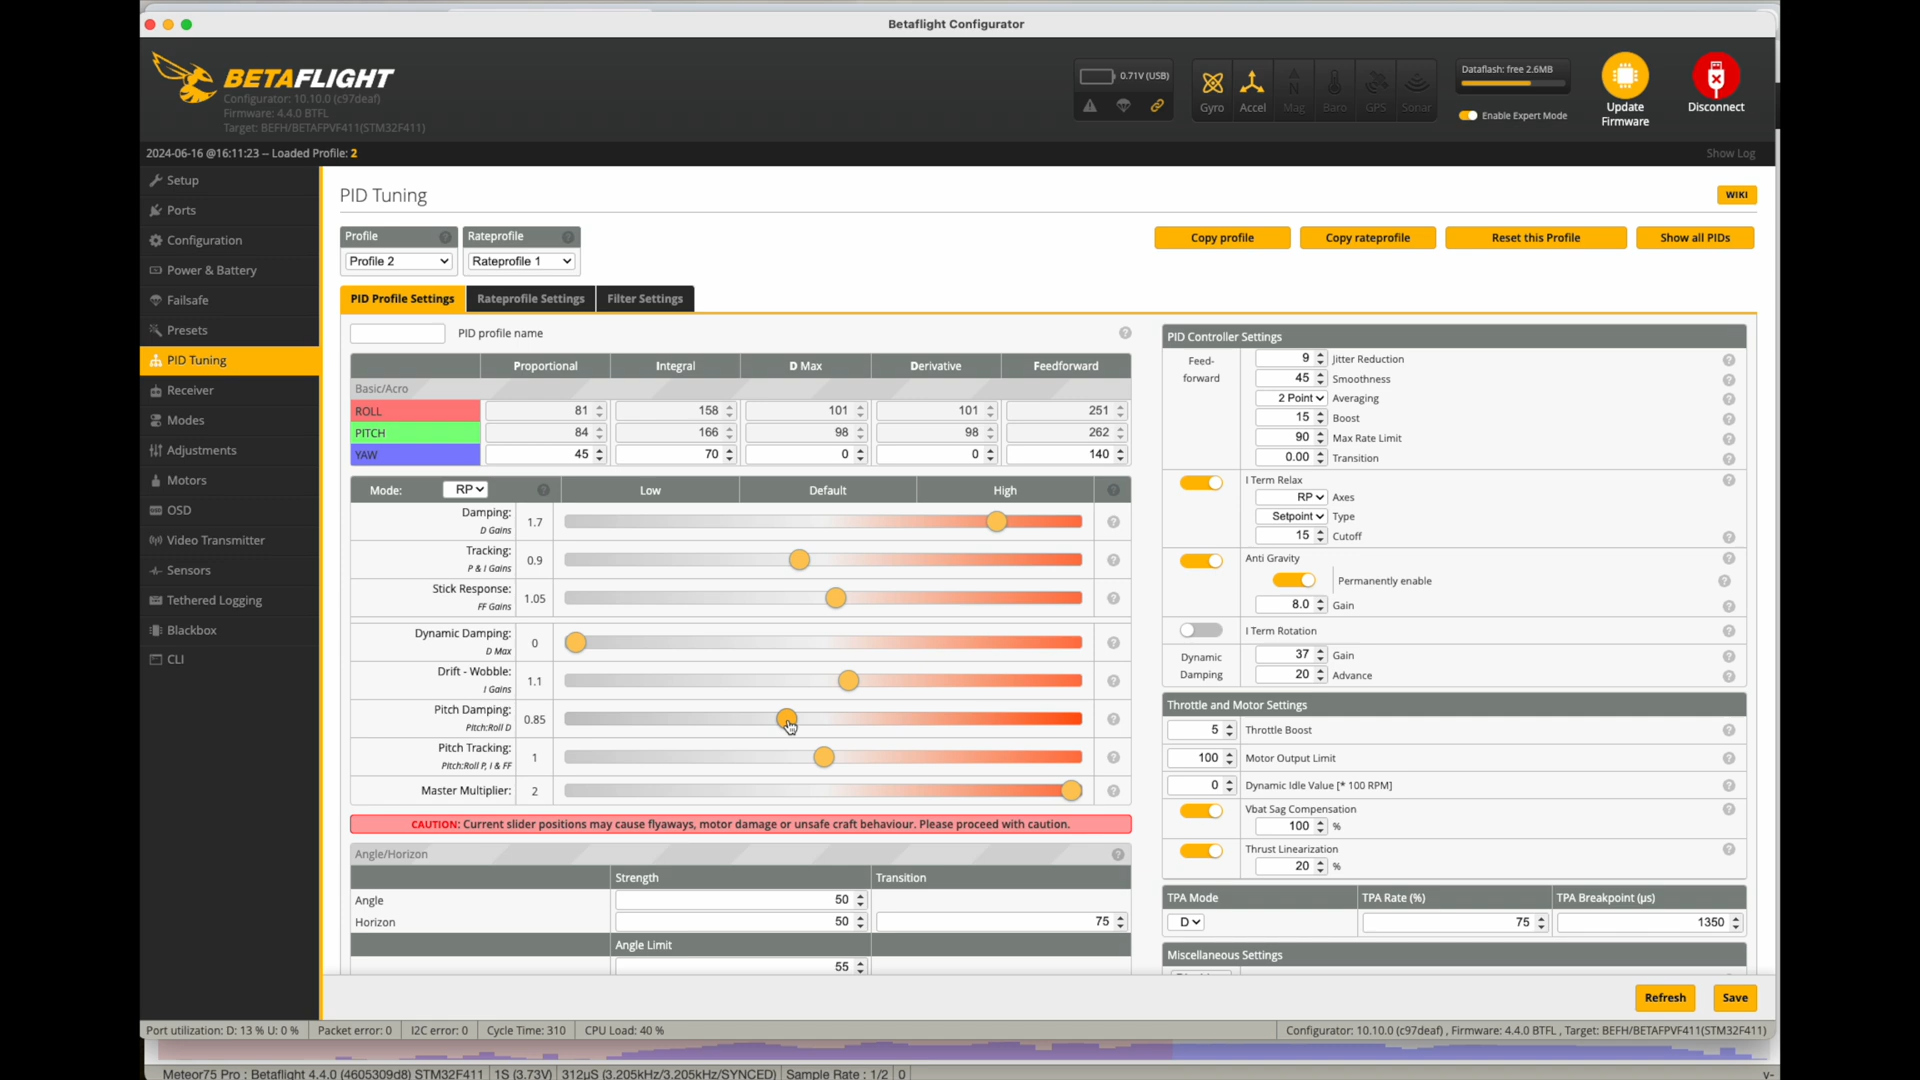 Betaflight Configurator
BETAFLIGHT
Configurator: 10.10.0 (c97deaf)
Firmware: 4.4.0 BTFL
Target: BEFH/BETAFPVF411(STM32F411)
0.71V (USB)
Gyro
Accel
Mag
Baro
GPS
Sonar
Dataflash: free 2.6MB
Enable Expert Mode
Update
Firmware
Disconnect
2024-06-16 @16:11:23 -- Loaded Profile: 2
Show Log
Setup
Ports
Configuration
Power & Battery
Failsafe
Presets
PID Tuning
Receiver
Modes
Adjustments
Motors
OSD
Video Transmitter
Sensors
Tethered Logging
Blackbox
CLI
PID Tuning
WIKI
Profile
Rateprofile
Profile 2
Rateprofile 1
Copy profile
Copy rateprofile
Reset this Profile
Show all PIDs
PID Profile Settings
Rateprofile Settings
Filter Settings
PID profile name
Proportional Integral D Max Derivative Feedforward
Basic/Acro
ROLL 81 158 101 101 251
PITCH 84 166 98 98 262
YAW 45 70 0 0 140
Mode: RP Low Default High
Damping:
D Gains
1.7
Tracking:
P & I Gains
0.9
Stick Response:
FF Gains
1.05
Dynamic Damping:
D Max
0
Drift - Wobble:
I Gains
1.1
Pitch Damping:
Pitch:Roll D
0.85
Pitch Tracking:
Pitch:Roll P, I & FF
1
Master Multiplier: 2
CAUTION: Current slider positions may cause flyaways, motor damage or unsafe craft behaviour. Please proceed with caution.
Angle/Horizon
Strength Transition
Angle 50
Horizon 50 75
Angle Limit
55
PID Controller Settings
Feed-
forward
9 Jitter Reduction
45 Smoothness
2 Point Averaging
15 Boost
90 Max Rate Limit
0.00 Transition
I Term Relax
RP Axes
Setpoint Type
15 Cutoff
Anti Gravity
Permanently enable
8.0 Gain
I Term Rotation
Dynamic
Damping
37 Gain
20 Advance
Throttle and Motor Settings
5 Throttle Boost
100 Motor Output Limit
0 Dynamic Idle Value [* 100 RPM]
Vbat Sag Compensation
100 %
Thrust Linearization
20 %
TPA Mode TPA Rate (%) TPA Breakpoint (µs)
D 75 1350
Miscellaneous Settings
Refresh
Save
Port utilization: D: 13 % U: 0 % Packet error: 0 I2C error: 0 Cycle Time: 310 CPU Load: 40 %
Configurator: 10.10.0 (c97deaf) , Firmware: 4.4.0 BTFL , Target: BEFH/BETAFPVF411(STM32F411)
Meteor75 Pro : Betaflight 4.4.0 (4605309d8) STM32F411 1S (3.73V) 312µS (3.205kHz/3.205kHz/SYNCED) Sample Rate : 1/2 0